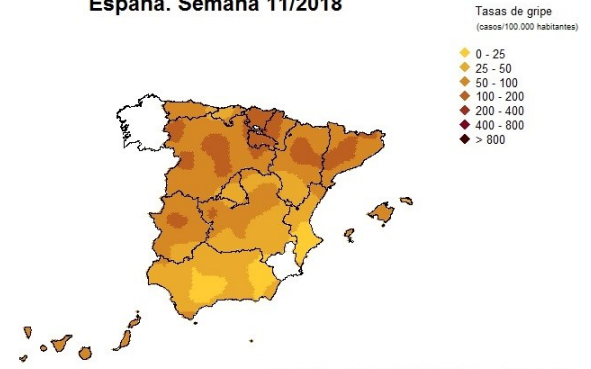 España. Semana 11/2018
Tasas de gripe
(casos/100.000 habitantes)
0 - 25
25 - 50
50 - 100
100 - 200
200 - 400
400 - 800
> 800